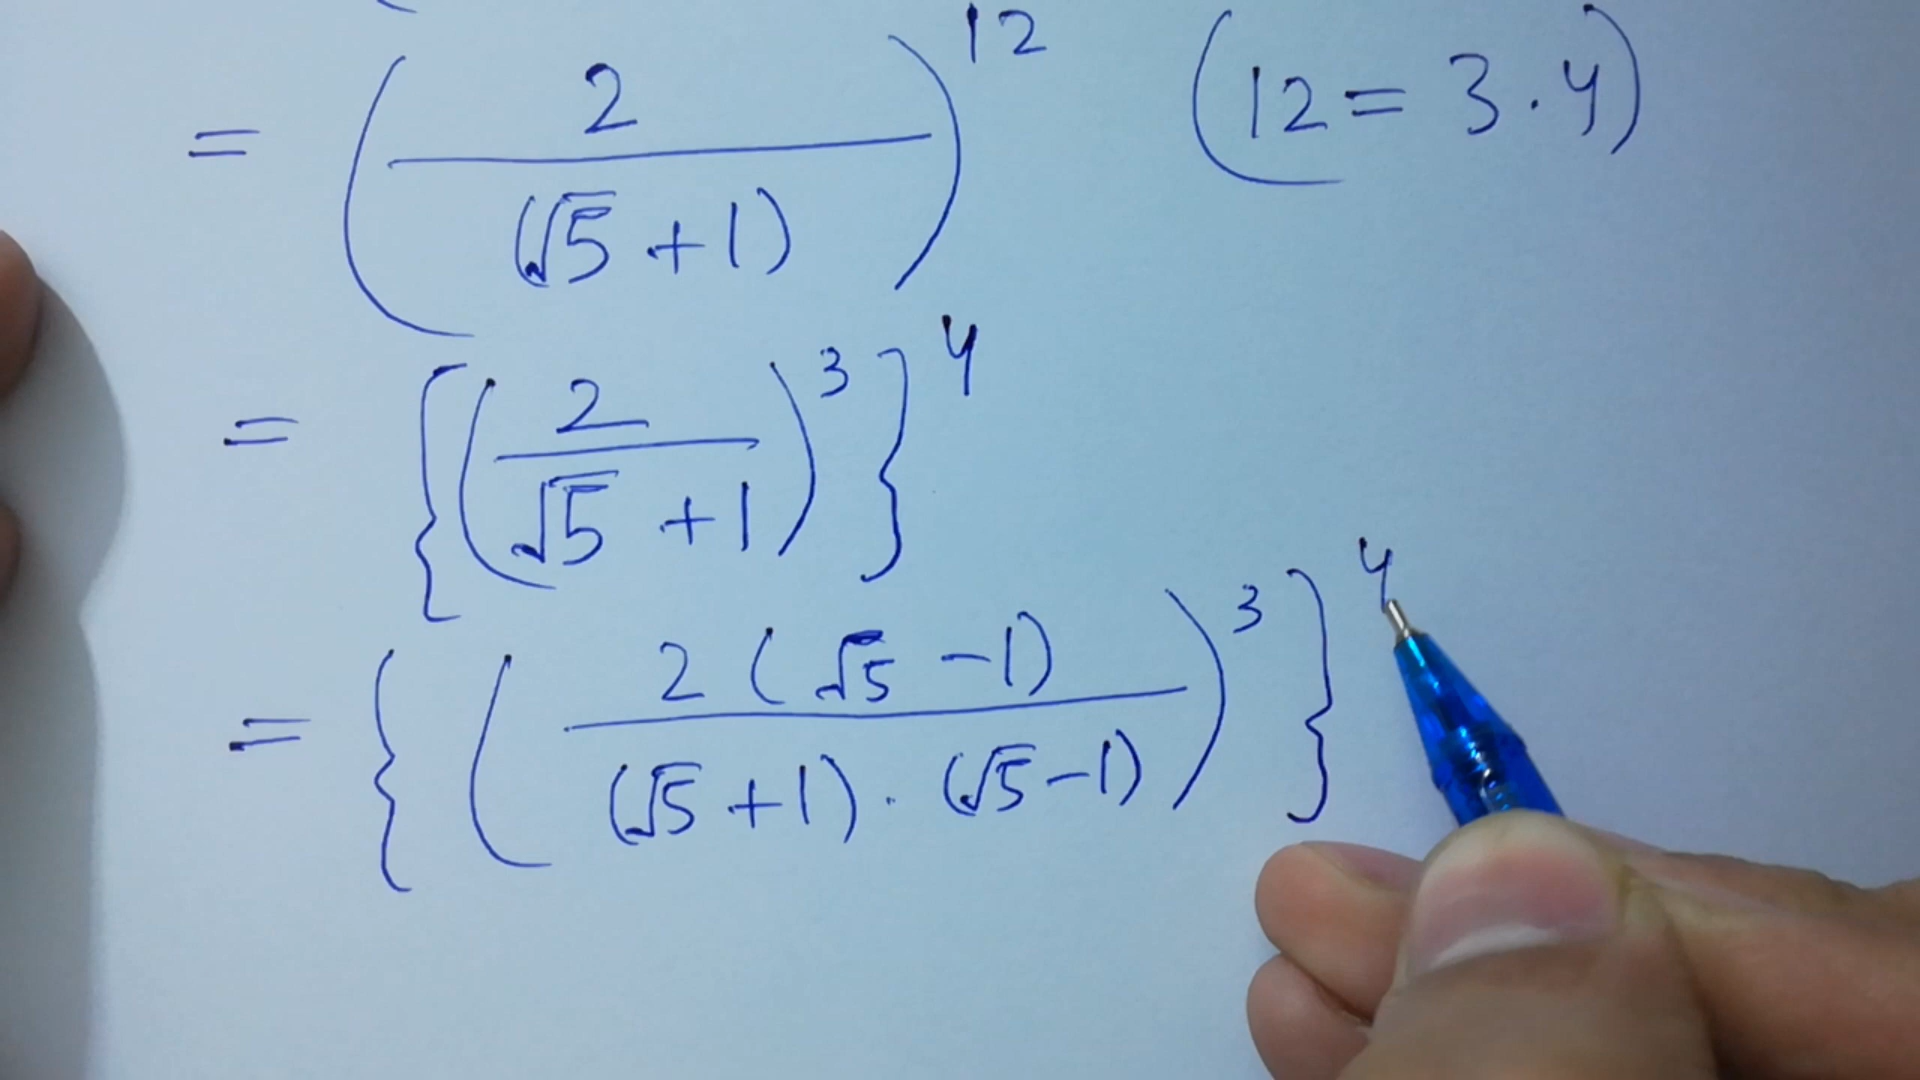 = ( 2 / (√5 + 1) )^12 (12 = 3 · 4)
= { ( 2 / √5 + 1 )^3 }^4
= { ( 2 (√5 - 1) / (√5 + 1) · (√5 - 1) )^3 }^4